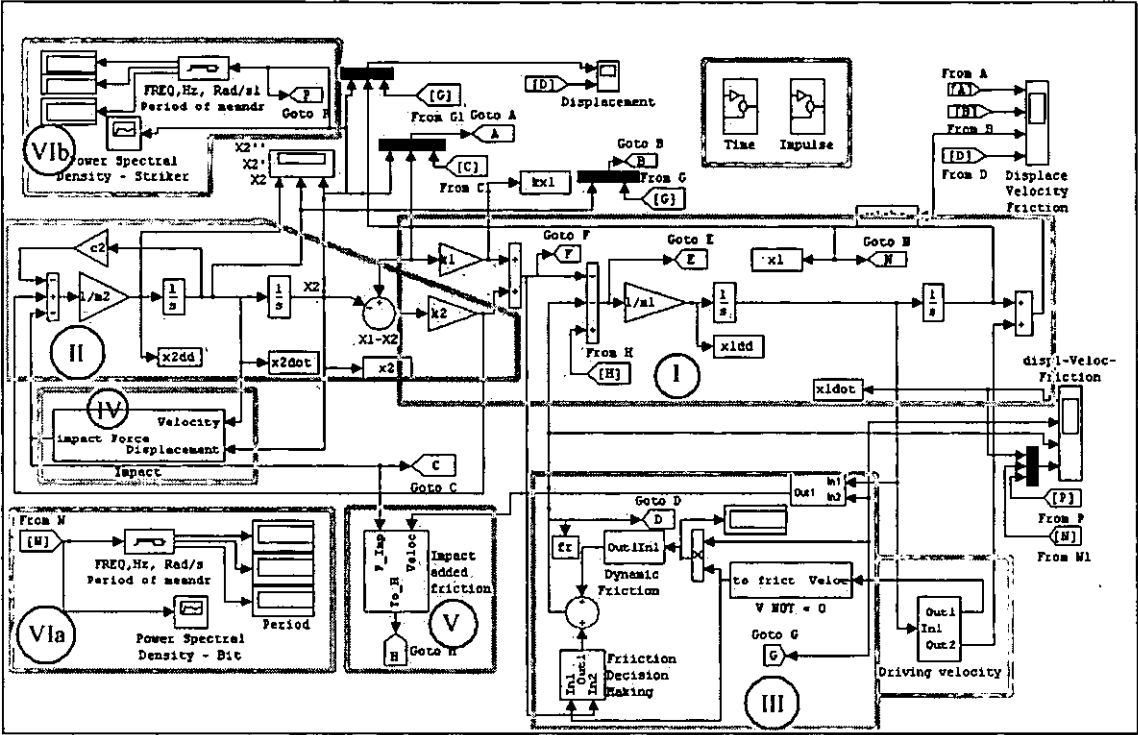 FREQ,Hz, Rad/s1
Period of meandr
P
Goto P
VIb
Power Spectral
Density - Striker
X2''
X2'
X2
[G]
From G1
Goto A
A
[C]
From C
[D]
Displacement
Goto B
B
From G
[G]
kx1
Time
Impulse
From A
[A]
[B]
From B
[D]
From D
Displace
Velocity
Friction
c2
1/m2
1
s
1
s
X2
X1-X2
k1
k2
II
x2dd
x2dot
x2
Goto F
F
Goto E
E
x1
Goto N
N
1/m1
1
s
1
s
x1dd
From H
[H]
I
x1dot
displ-Veloc-
Friction
IV
Velocity
impact Force
Displacement
Impact
C
Goto C
From N
[N]
FREQ,Hz, Rad/s
Period of meandr
Power Spectral
Density - Bit
Period
VIa
F_Imp
Veloc
To_H
Impact
added
friction
H
Goto H
V
Goto D
D
fr
Out1
In1
Dynamic
Friction
Out1
In1
In2
to frict
Veloc
V NOT = 0
In1
Out1
In2
Friiction
Decision
Making
Goto G
G
III
Out1
In1
Out2
Driving velocity
[P]
From P
[N]
From N1